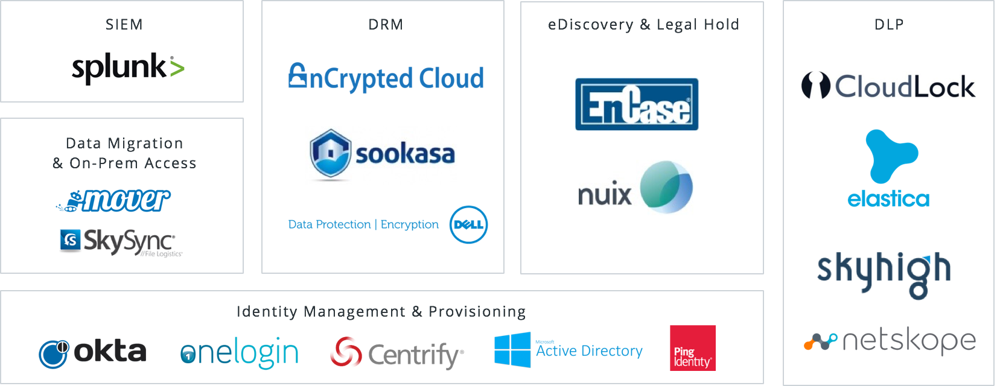 SIEM
splunk>®
Data Migration
& On-Prem Access
mover
S SkySync®
//File Logistics™
DRM
EnCrypted Cloud
sookasa
Data Protection | Encryption DELL
eDiscovery & Legal Hold
EnCase®
nuix
DLP
CloudLock
elastica
skyhigh
netskope
Identity Management & Provisioning
okta
1 onelogin
Centrify®
Microsoft
Active Directory
Ping
Identity®